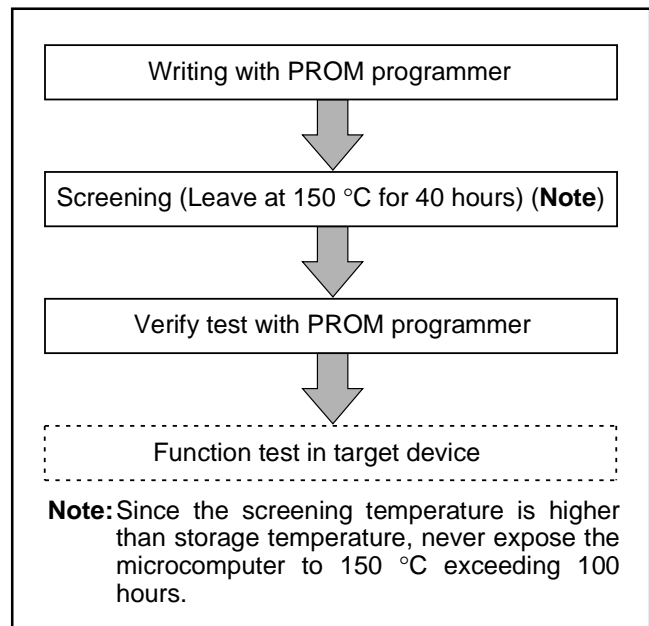 Writing with PROM programmer
Screening (Leave at 150 °C for 40 hours) (Note)
Verify test with PROM programmer
Function test in target device
Note: Since the screening temperature is higher
than storage temperature, never expose the
microcomputer to 150 °C exceeding 100
hours.